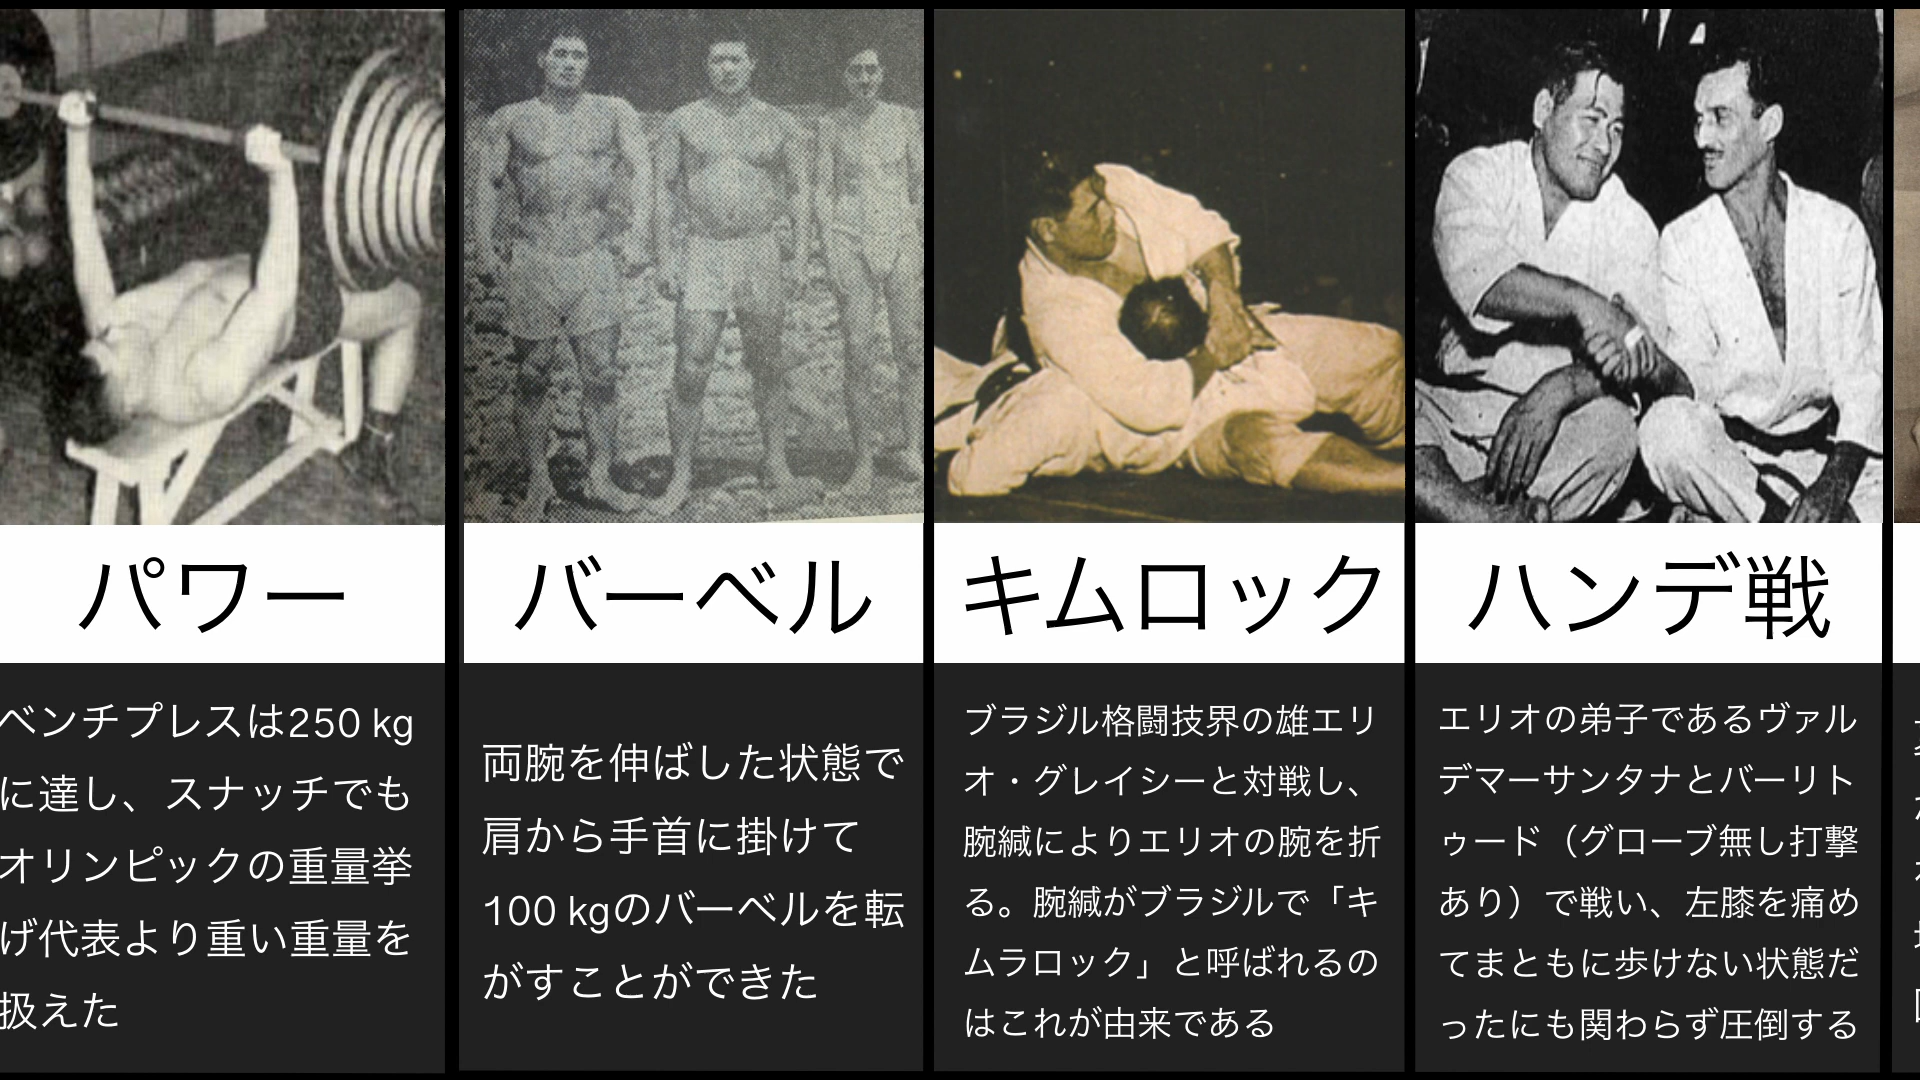 パワー
ベンチプレスは250 kg
に達し、スナッチでも
オリンピックの重量挙
げ代表より重い重量を
扱えた
バーベル
両腕を伸ばした状態で
肩から手首に掛けて
100 kgのバーベルを転
がすことができた
キムロック
ブラジル格闘技界の雄エリ
オ・グレイシーと対戦し、
腕緘によりエリオの腕を折
る。腕緘がブラジルで「キ
ムラロック」と呼ばれるの
はこれが由来である
ハンデ戦
エリオの弟子であるヴァル
デマーサンタナとバーリト
ゥード（グローブ無し打撃
あり）で戦い、左膝を痛め
てまともに歩けない状態だ
ったにも関わらず圧倒する